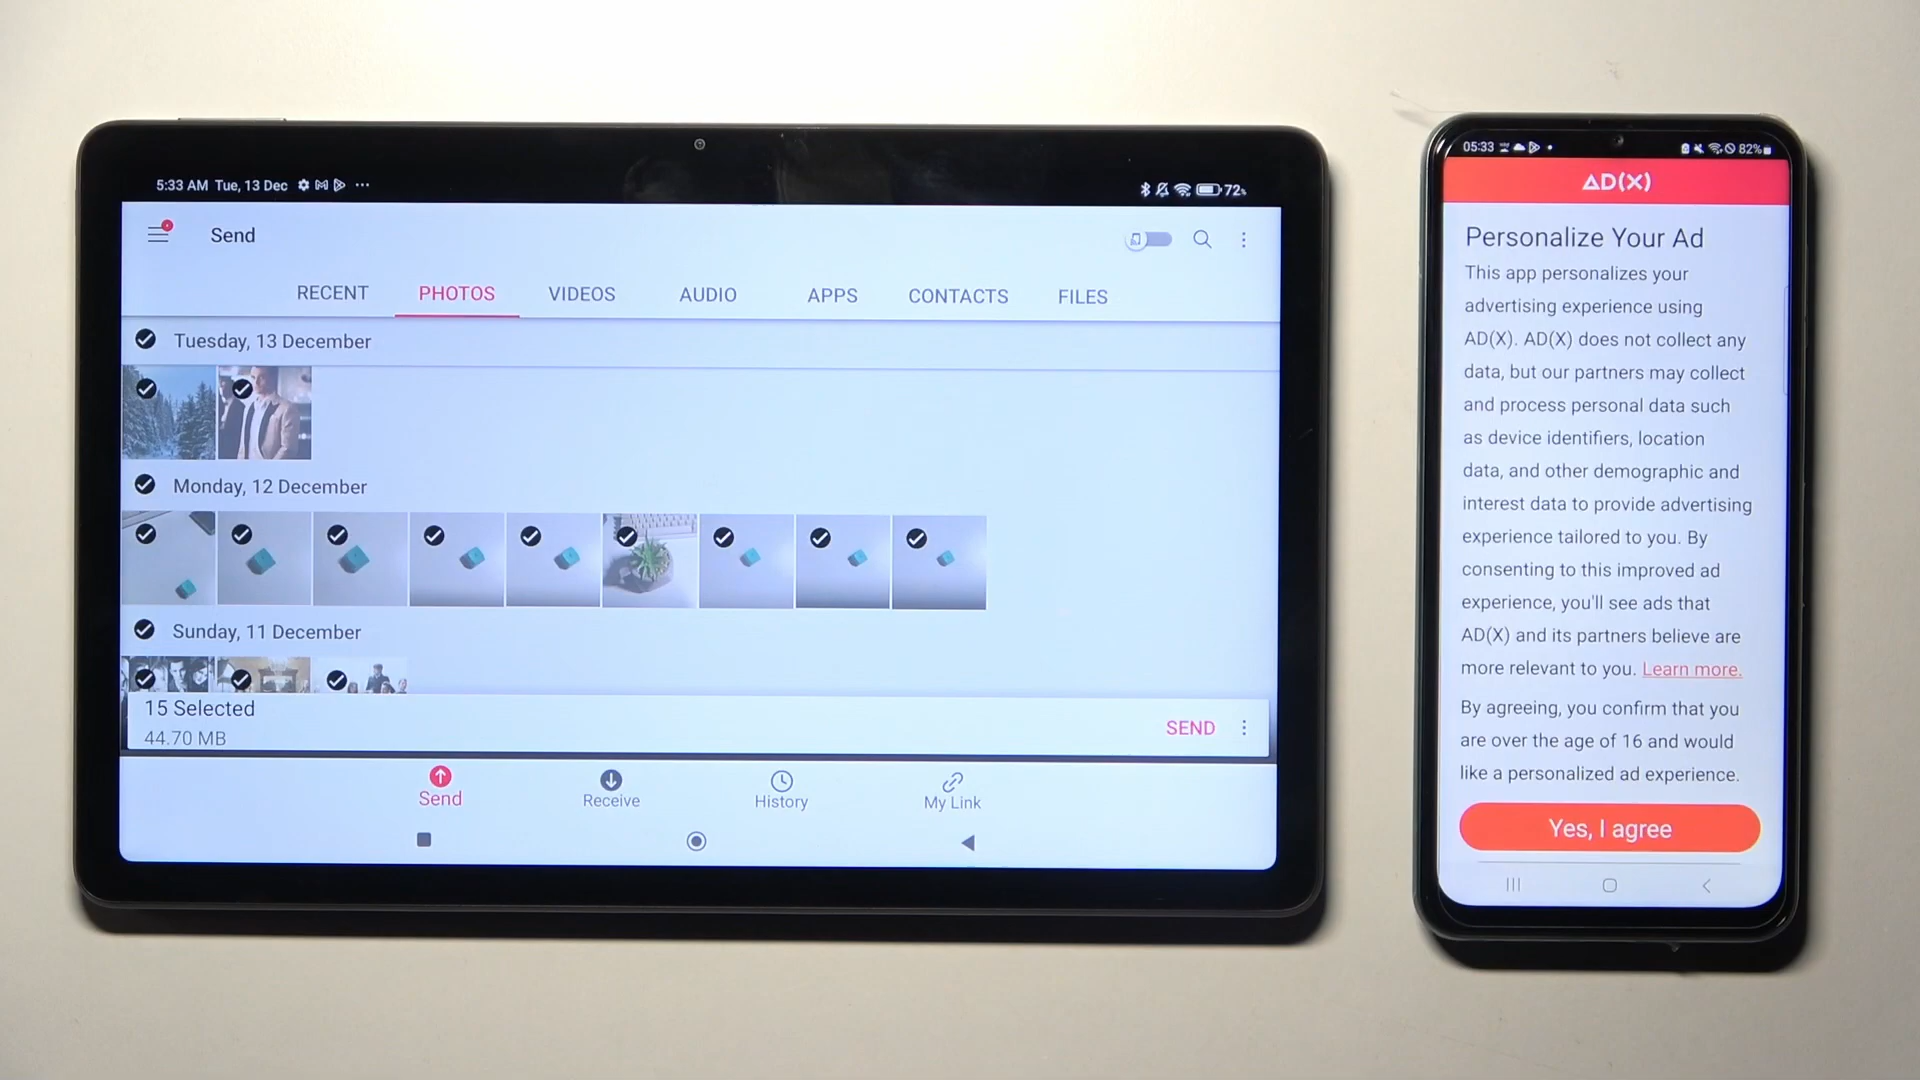 5:33 AM Tue, 13 Dec
72%
Send
RECENT
PHOTOS
VIDEOS
AUDIO
APPS
CONTACTS
FILES
Tuesday, 13 December
Monday, 12 December
Sunday, 11 December
15 Selected
44.70 MB
SEND
Send
Receive
History
My Link
05:33
82%
AD(X)
Personalize Your Ad
This app personalizes your
advertising experience using
AD(X). AD(X) does not collect any
data, but our partners may collect
and process personal data such
as device identifiers, location
data, and other demographic and
interest data to provide advertising
experience tailored to you. By
consenting to this improved ad
experience, you'll see ads that
AD(X) and its partners believe are
more relevant to you. Learn more.
By agreeing, you confirm that you
are over the age of 16 and would
like a personalized ad experience.
Yes, I agree